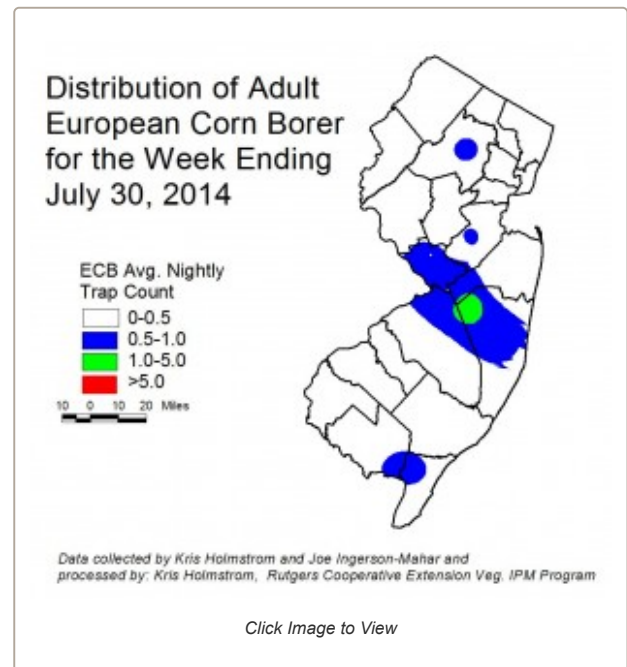 Distribution of Adult
European Corn Borer
for the Week Ending
July 30, 2014
ECB Avg. Nightly
Trap Count
0-0.5
0.5-1.0
1.0-5.0
>5.0
10 0 10 20 Miles
Data collected by Kris Holmstrom and Joe Ingerson-Mahar and
processed by: Kris Holmstrom, Rutgers Cooperative Extension Veg. IPM Program
Click Image to View